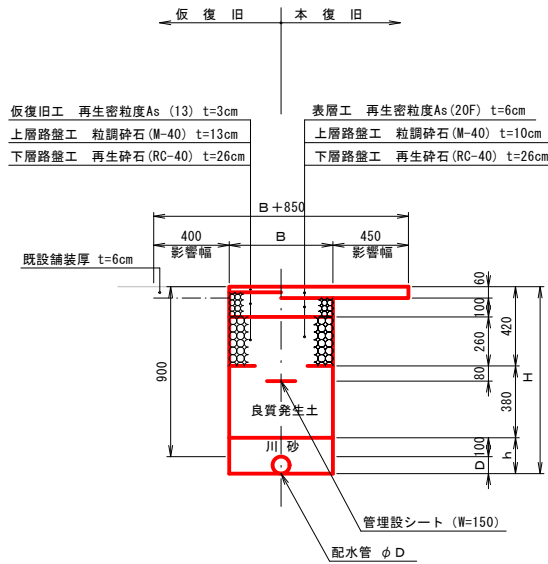 仮 復 旧
本 復 旧
仮復旧工 再生密粒度As (13) t=3cm
上層路盤工 粒調砕石(M-40) t=13cm
下層路盤工 再生砕石(RC-40) t=26cm
表層工 再生密粒度As(20F) t=6cm
上層路盤工 粒調砕石(M-40) t=10cm
下層路盤工 再生砕石(RC-40) t=26cm
B+850
400
B
450
影響幅
影響幅
既設舗装厚 t=6cm
60
100
260
80
420
380
900
H
良質発生土
川 砂
100
D
h
管埋設シート (W=150)
配水管 φD